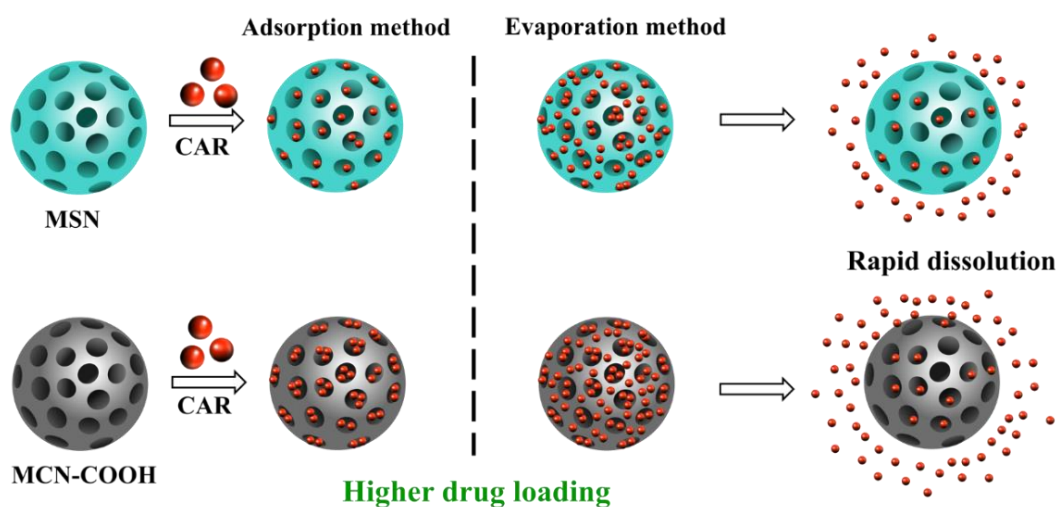 Adsorption method
Evaporation method
CAR
MSN
Rapid dissolution
CAR
MCN-COOH
Higher drug loading